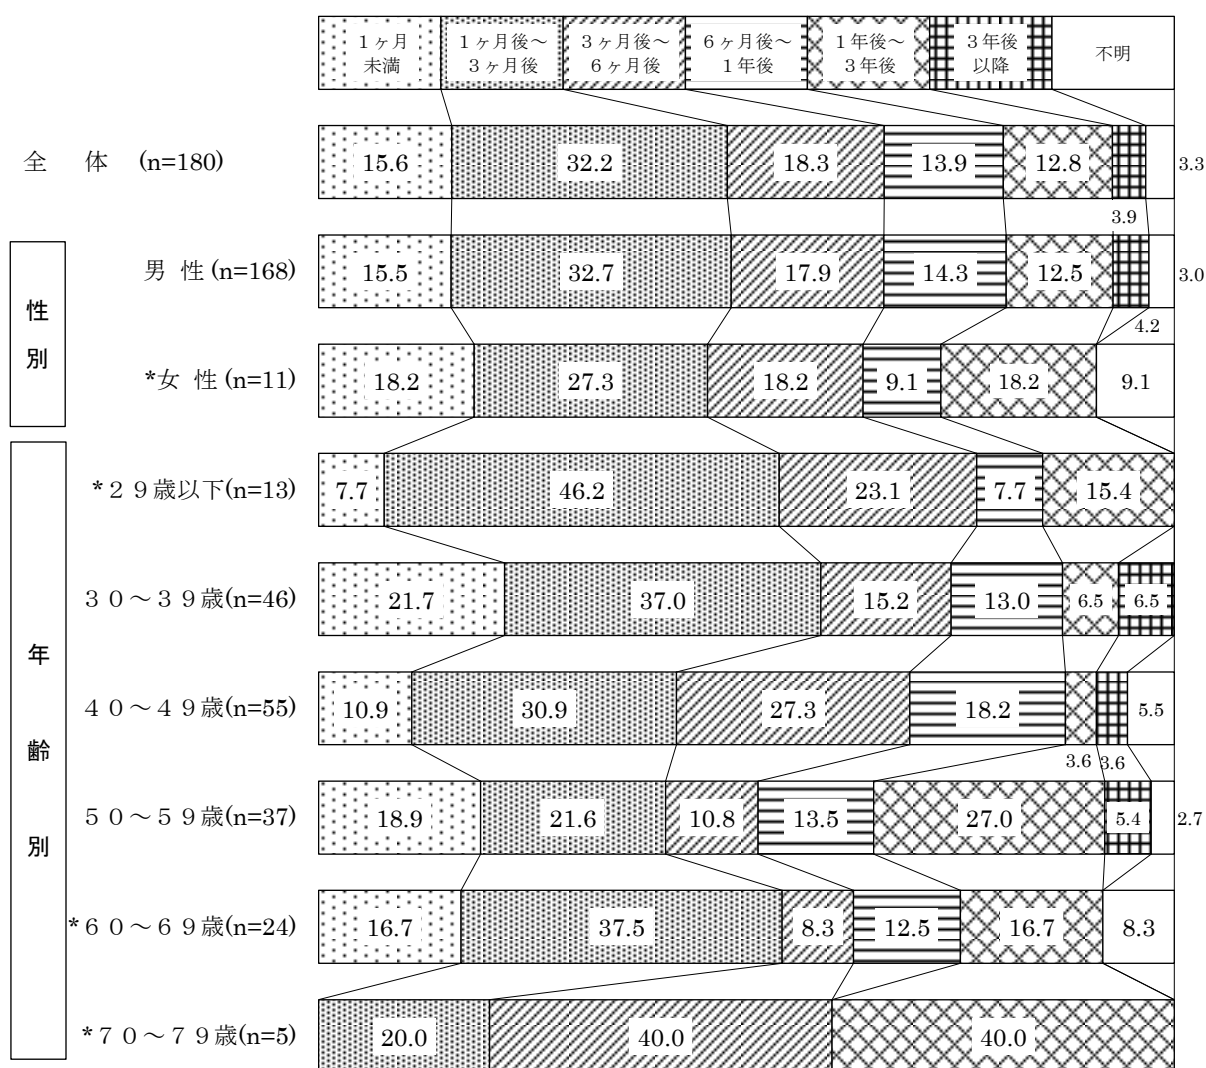 １ヶ月
未満
１ヶ月後～
３ヶ月後
３ヶ月後～
６ヶ月後
６ヶ月後～
１年後
１年後～
３年後
３年後
以降
不明
全 体 (n=180)
15.6 32.2 18.3 13.9 12.8 3.3
3.9
性
別
男 性 (n=168)
15.5 32.7 17.9 14.3 12.5 3.0
4.2
*女 性 (n=11)
18.2 27.3 18.2 9.1 18.2 9.1
年
齢
別
*２９歳以下(n=13)
7.7 46.2 23.1 7.7 15.4
３０～３９歳(n=46)
21.7 37.0 15.2 13.0 6.5 6.5
４０～４９歳(n=55)
10.9 30.9 27.3 18.2 5.5
3.6 3.6
５０～５９歳(n=37)
18.9 21.6 10.8 13.5 27.0 5.4 2.7
*６０～６９歳(n=24)
16.7 37.5 8.3 12.5 16.7 8.3
*７０～７９歳(n=5)
20.0 40.0 40.0